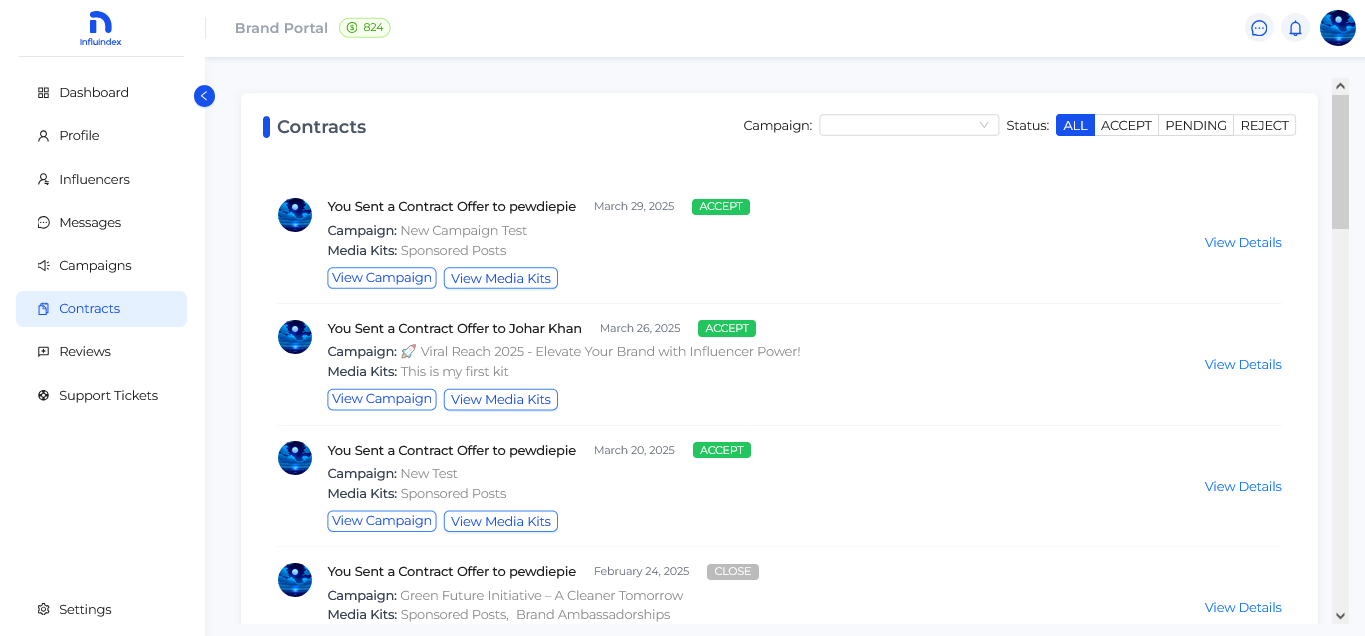 Influindex
Brand Portal
824
Dashboard
Profile
Influencers
Messages
Campaigns
Contracts
Reviews
Support Tickets
Settings
Contracts
Campaign:
Status: ALL ACCEPT PENDING REJECT
You Sent a Contract Offer to pewdiepie March 29, 2025 ACCEPT
Campaign: New Campaign Test
Media Kits: Sponsored Posts
View Campaign View Media Kits
View Details
You Sent a Contract Offer to Johar Khan March 26, 2025 ACCEPT
Campaign: 🚀 Viral Reach 2025 - Elevate Your Brand with Influencer Power!
Media Kits: This is my first kit
View Campaign View Media Kits
View Details
You Sent a Contract Offer to pewdiepie March 20, 2025 ACCEPT
Campaign: New Test
Media Kits: Sponsored Posts
View Campaign View Media Kits
View Details
You Sent a Contract Offer to pewdiepie February 24, 2025 CLOSE
Campaign: Green Future Initiative – A Cleaner Tomorrow
Media Kits: Sponsored Posts, Brand Ambassadorships
View Details